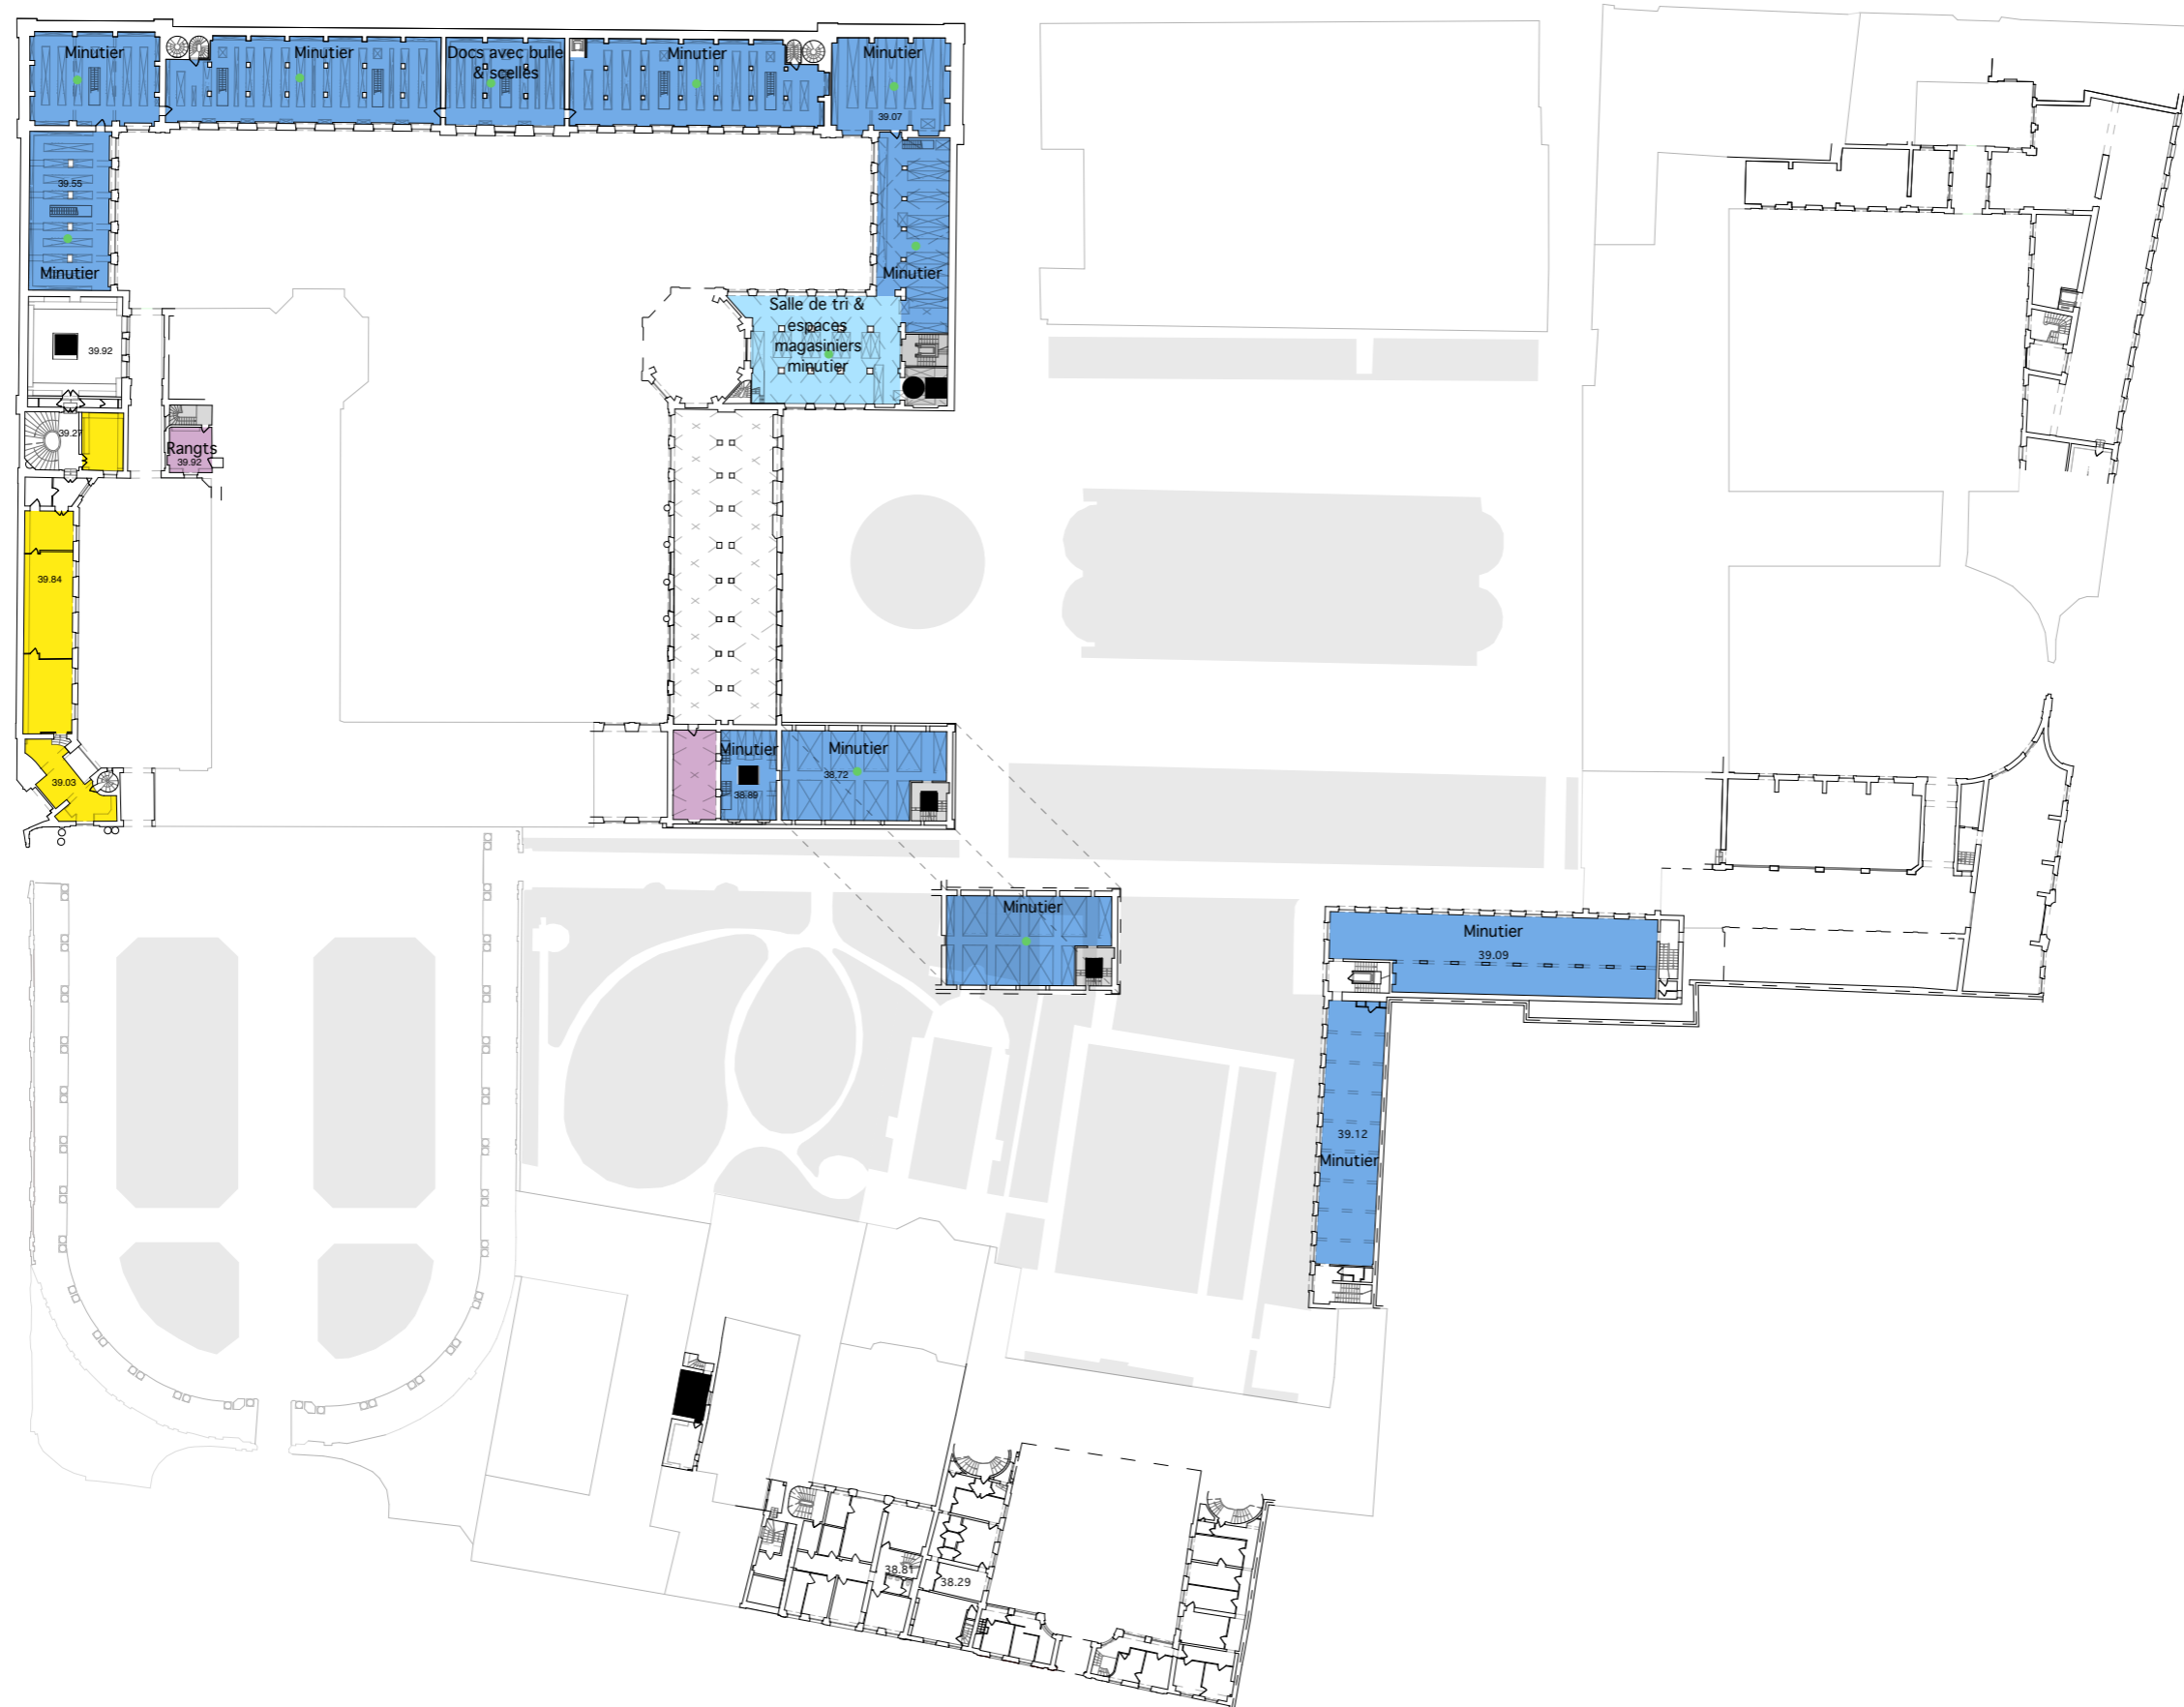 Minutier
Minutier
Docs avec bulle
& scelles
Minutier
Minutier
39.07
39.55
Minutier
Minutier
Salle de tri &
espaces
magasiniers
minutier
39.92
39.27
Rangts
39.92
39.84
39.03
Minutier
38.89
Minutier
38.72
Minutier
Minutier
39.09
39.12
Minutier
38.81
38.29